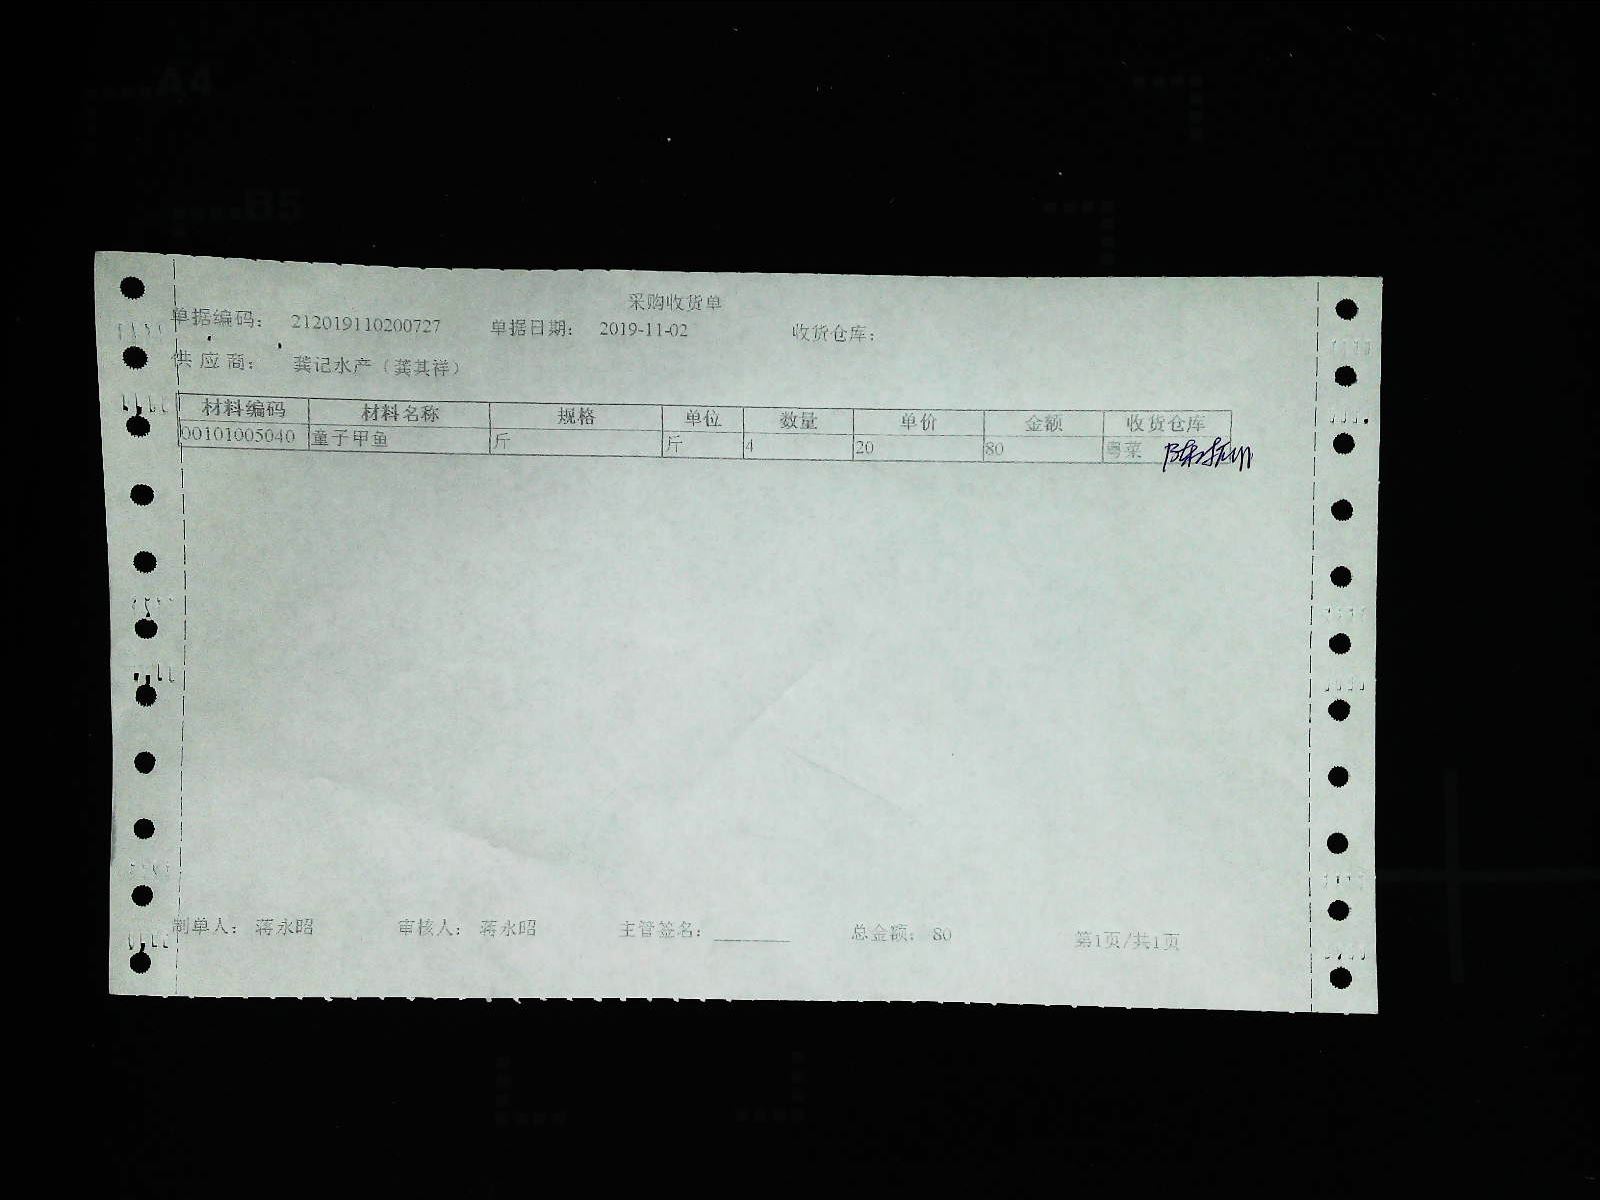 A4
B5
采购收货单
单据编码: 212019110200727 单据日期: 2019-11-02 收货仓库:
供应商: 龚记水产（龚其祥）
材料编码 材料名称 规格 单位 数量 单价 金额 收货仓库
00101005040 童子甲鱼 斤 斤 4 20 80 粤菜
制单人: 蒋永昭 审核人: 蒋永昭 主管签名: 总金额: 80 第1页/共1页